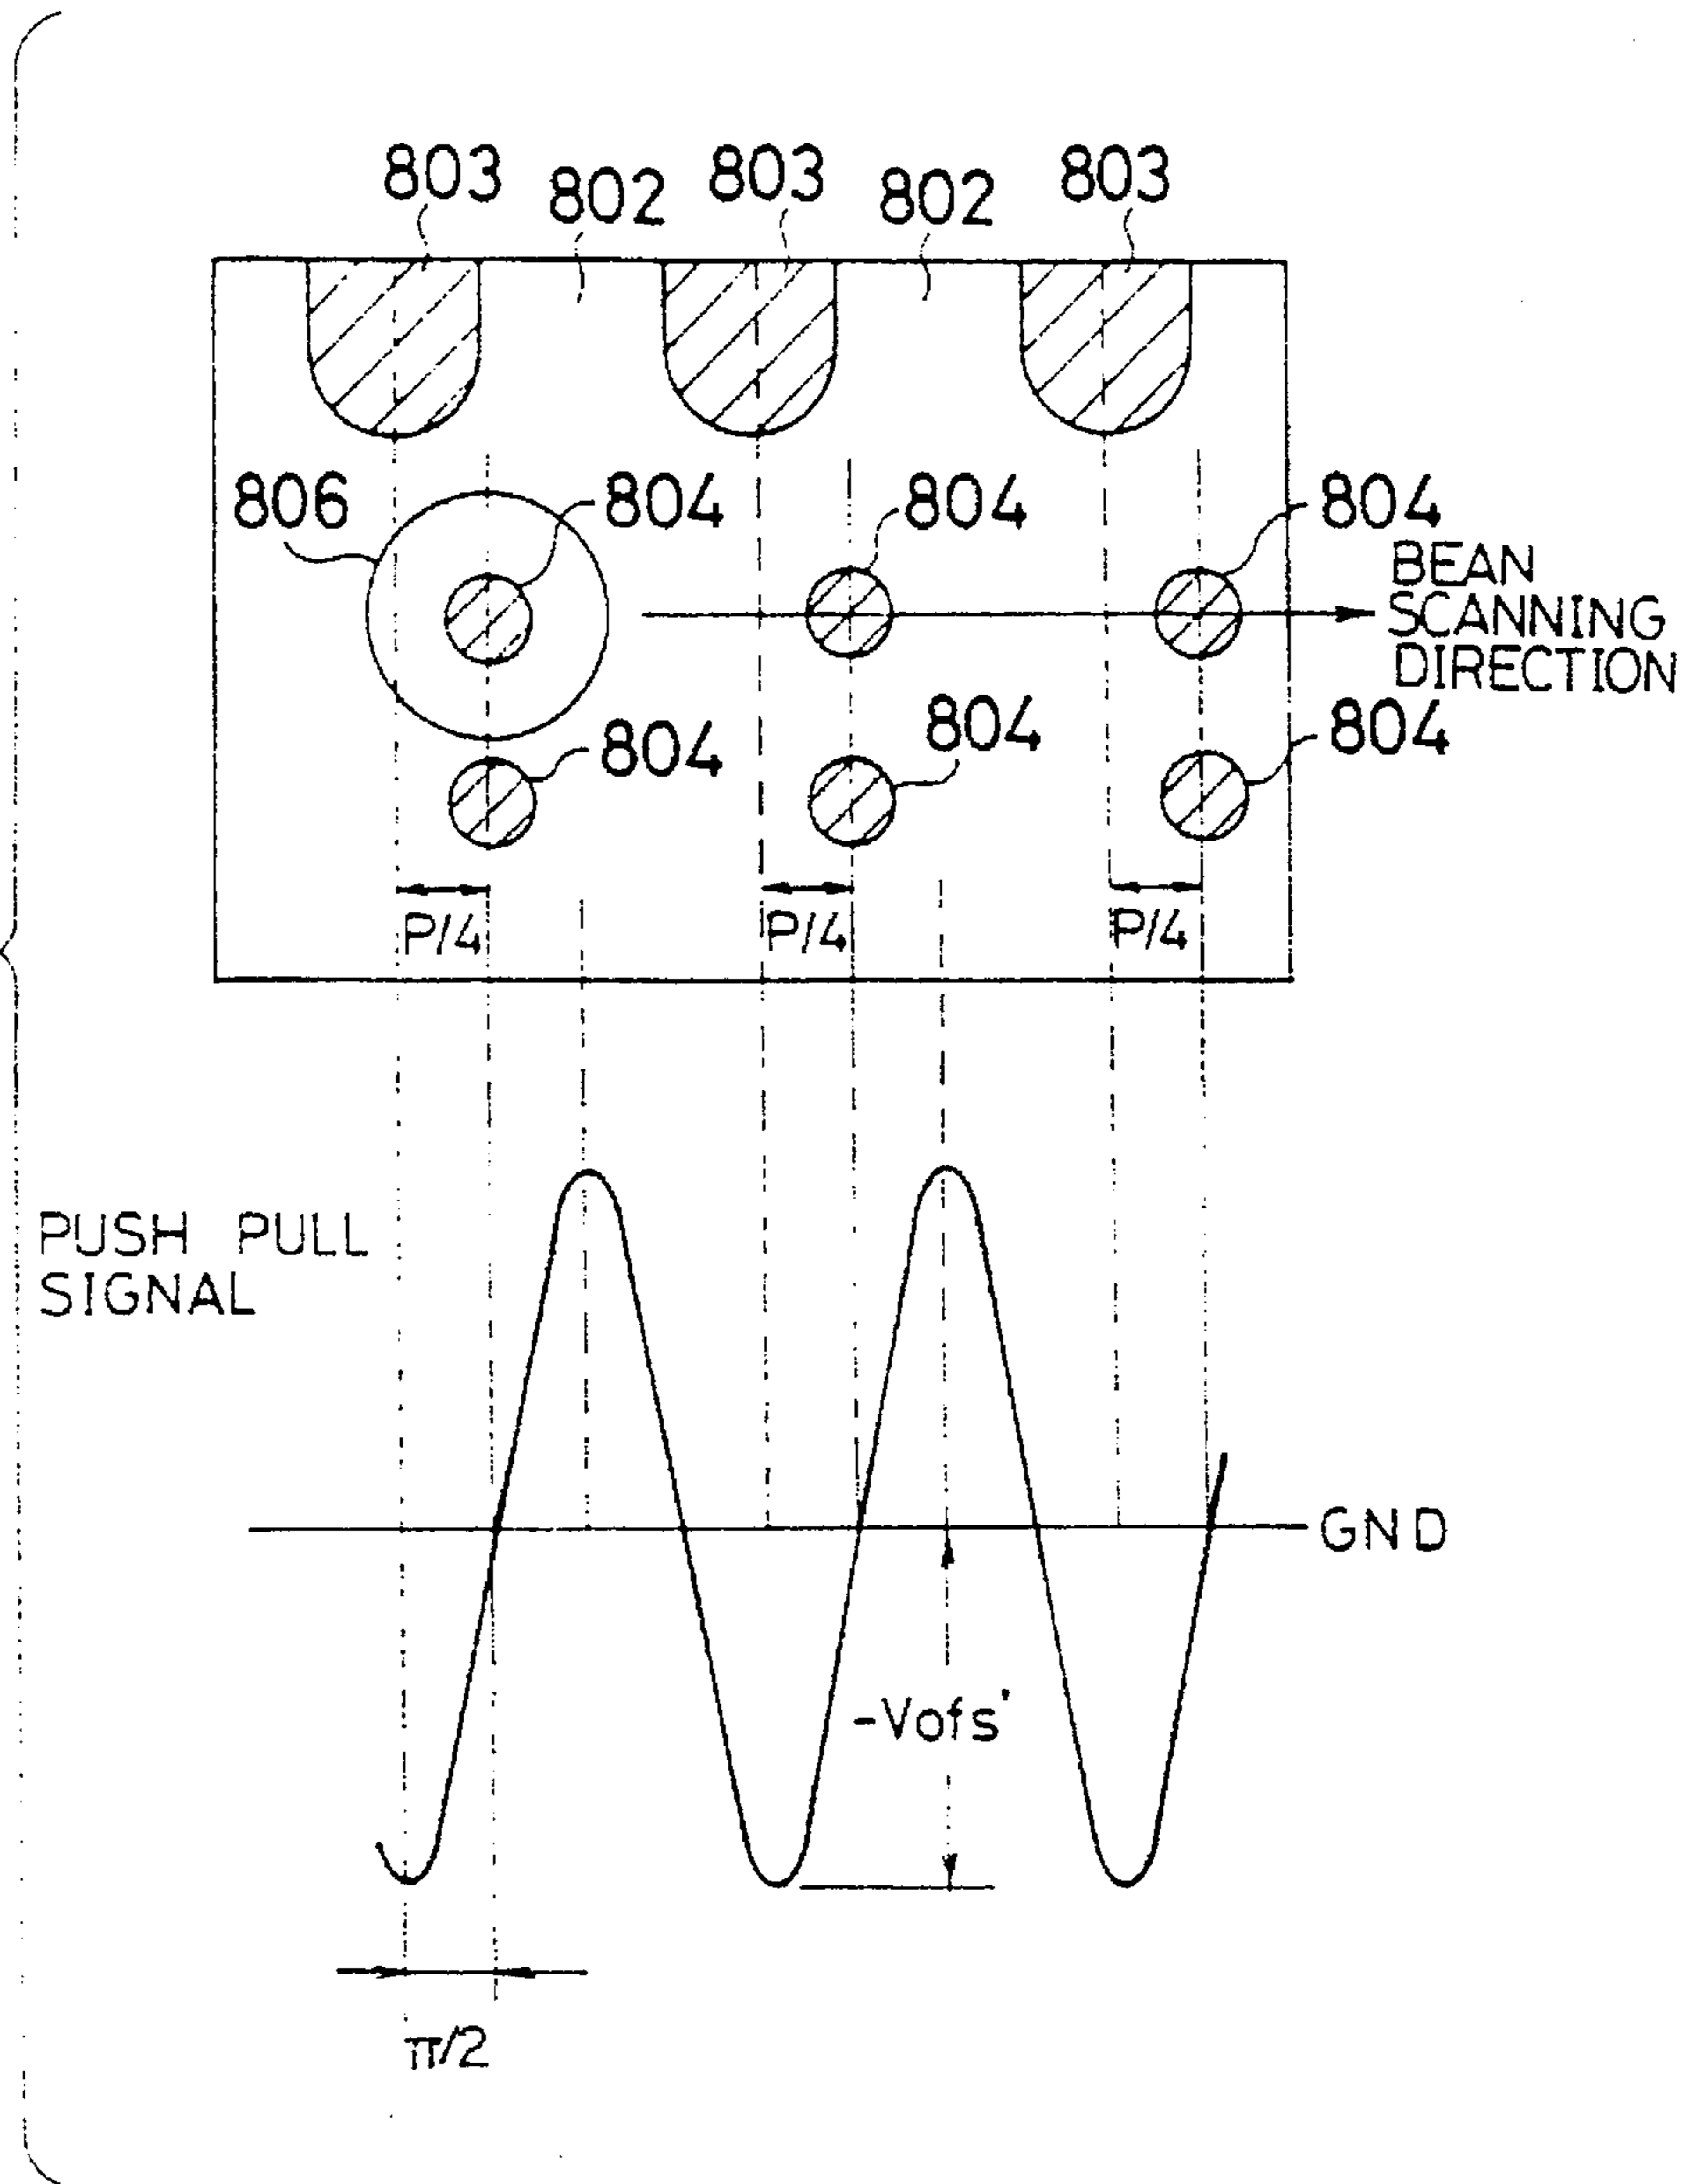 803 802 803 802 803
806 804 804 804
BEAN
SCANNING
DIRECTION
804 804 804
P/4 P/4 P/4
PUSH PULL
SIGNAL
GND
-Vofs'
π/2